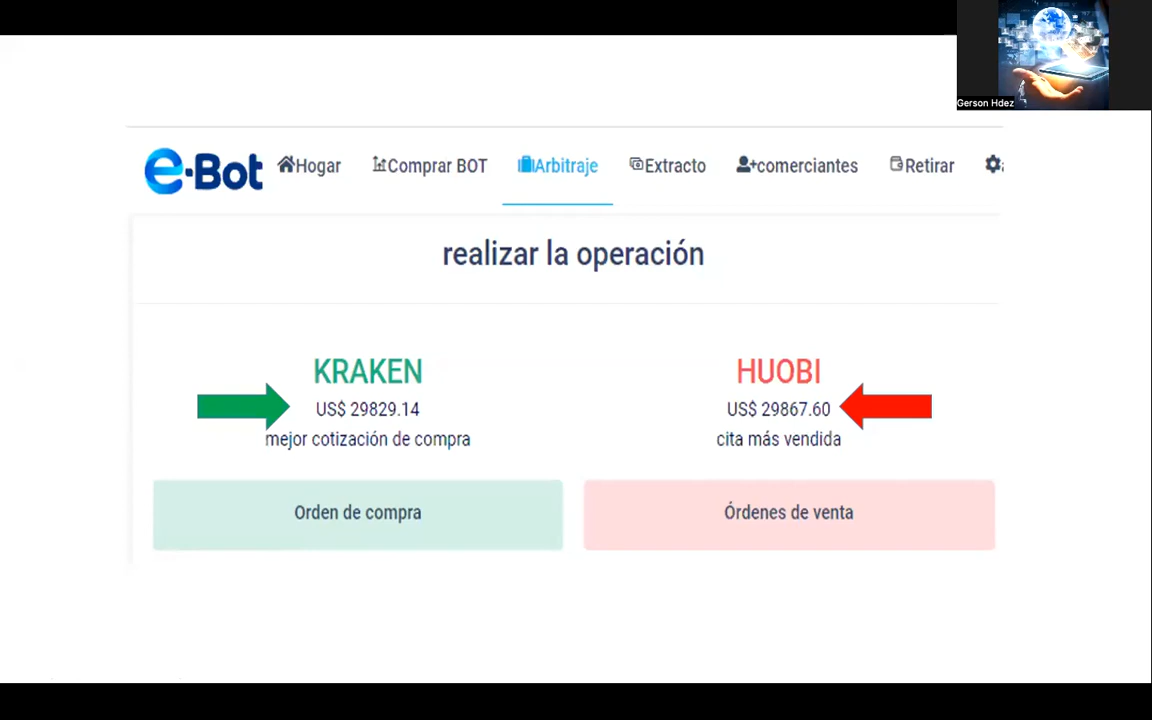 Gerson Hdez
e-Bot
Hogar
Comprar BOT
Arbitraje
Extracto
comerciantes
Retirar
realizar la operación
KRAKEN
US$ 29829.14
mejor cotización de compra
HUOBI
US$ 29867.60
cita más vendida
Orden de compra
Órdenes de venta